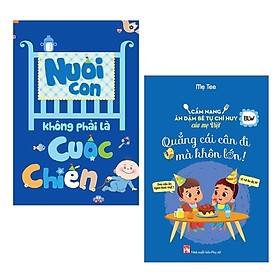 Nuôi con
không phải là
Cuộc
Chiến
Mẹ Tee
CẨM NANG
ĂN DẶM BÉ TỰ CHỈ HUY
của mẹ Việt
BLW
Quẳng cái cân đi
mà khôn lớn!